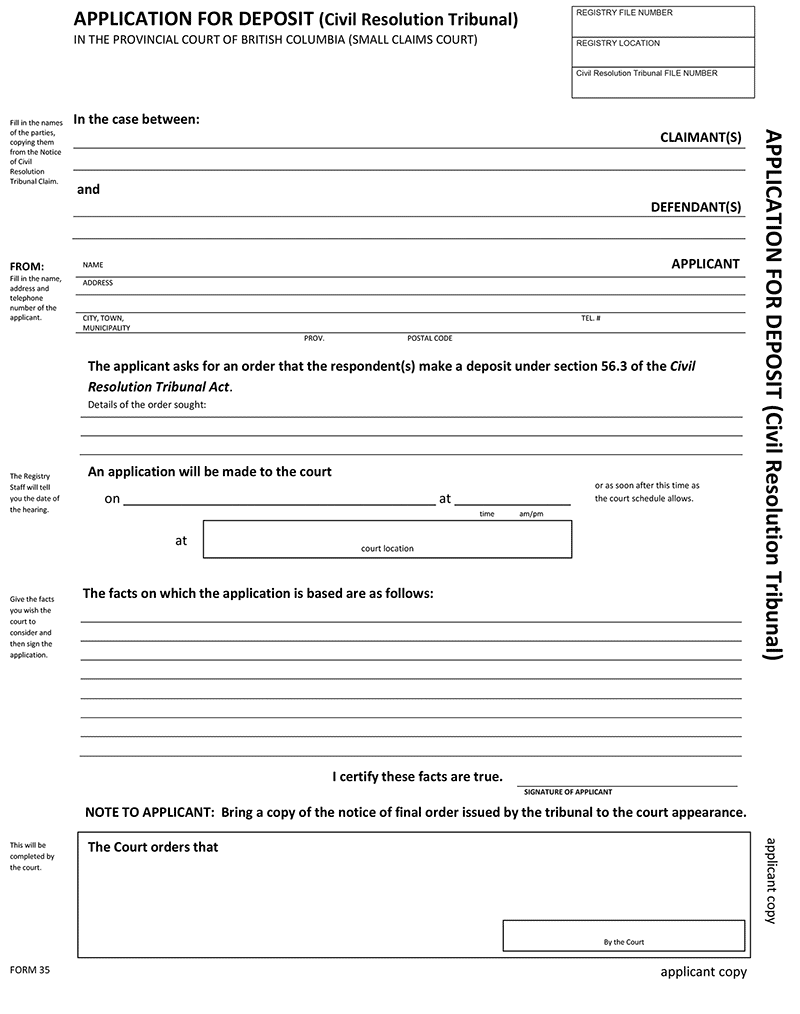 APPLICATION FOR DEPOSIT (Civil Resolution Tribunal)
IN THE PROVINCIAL COURT OF BRITISH COLUMBIA (SMALL CLAIMS COURT)
REGISTRY FILE NUMBER
REGISTRY LOCATION
Civil Resolution Tribunal FILE NUMBER
Fill in the names
of the parties,
copying them
from the Notice
of Civil
Resolution
Tribunal Claim.
In the case between:
CLAIMANT(S)
and
DEFENDANT(S)
FROM:
Fill in the name,
address and
telephone
number of the
applicant.
NAME
APPLICANT
ADDRESS
CITY, TOWN,
MUNICIPALITY
TEL. #
PROV.
POSTAL CODE
The applicant asks for an order that the respondent(s) make a deposit under section 56.3 of the Civil
Resolution Tribunal Act.
Details of the order sought:
The Registry
Staff will tell
you the date of
the hearing.
An application will be made to the court
on
at
time
am/pm
or as soon after this time as
the court schedule allows.
at
court location
Give the facts
you wish the
court to
consider and
then sign the
application.
The facts on which the application is based are as follows:
I certify these facts are true.
SIGNATURE OF APPLICANT
NOTE TO APPLICANT: Bring a copy of the notice of final order issued by the tribunal to the court appearance.
This will be
completed by
the court.
The Court orders that
By the Court
FORM 35
applicant copy
APPLICATION FOR DEPOSIT (Civil Resolution Tribunal)
applicant copy